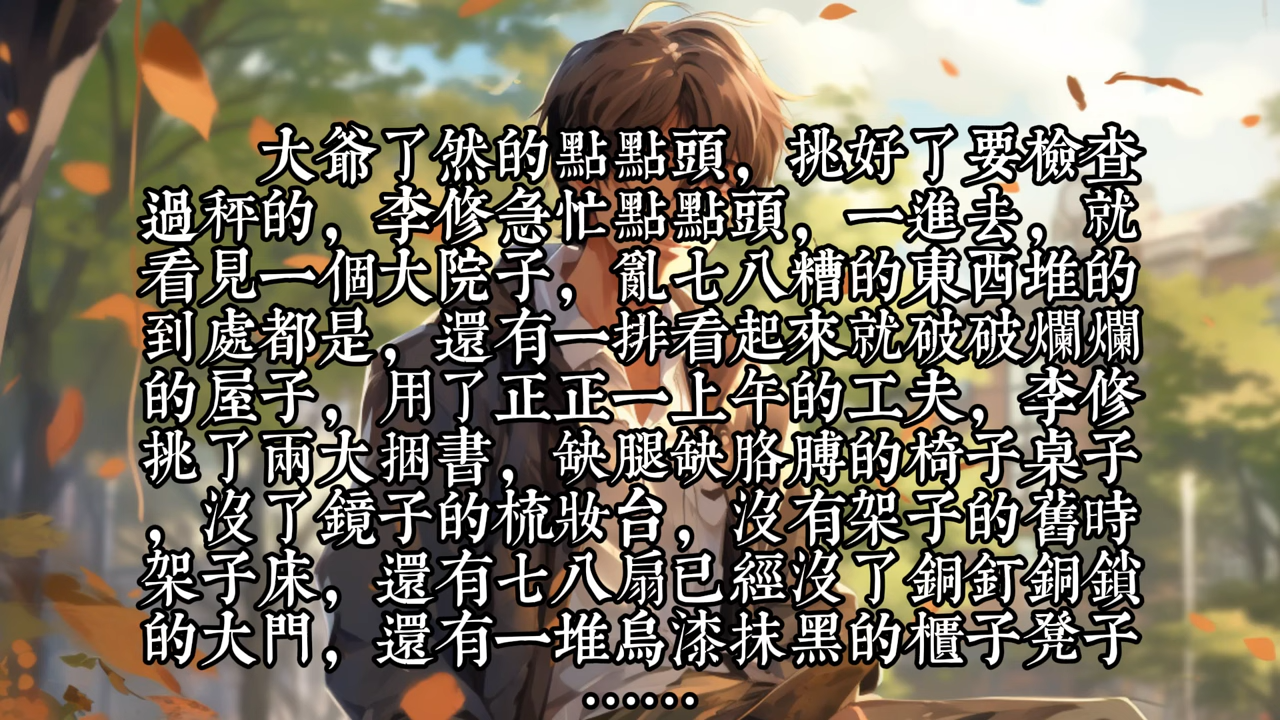 大爺了然的點點頭，挑好了要檢查
過秤的，李修急忙點點頭，一進去，就
看見一個大院子，亂七八糟的東西堆的
到處都是，還有一排看起來就破破爛爛
的屋子，用了正正一上午的工夫，李修
挑了兩大捆書，缺腿缺胳膊的椅子桌子
，沒了鏡子的梳妝台，沒有架子的舊時
架子床，還有七八扇已經沒了銅釘銅鎖
的大門，還有一堆烏漆抹黑的櫃子凳子
……